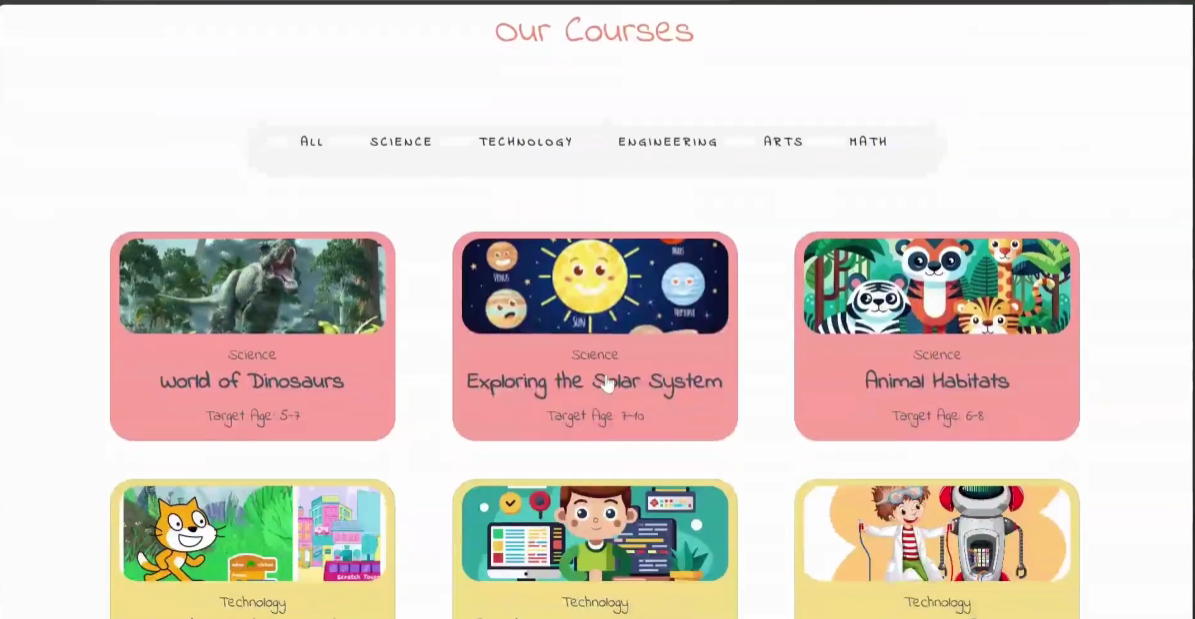 Our Courses
ALL SCIENCE TECHNOLOGY ENGINEERING ARTS MATH
VENUS
SUN
NEPTUNE
Science Science Science
World of Dinosaurs Exploring the Solar System Animal Habitats
Target Age: 5-7 Target Age: 7-10 Target Age: 6-8
Scratch Town
Technology Technology Technology